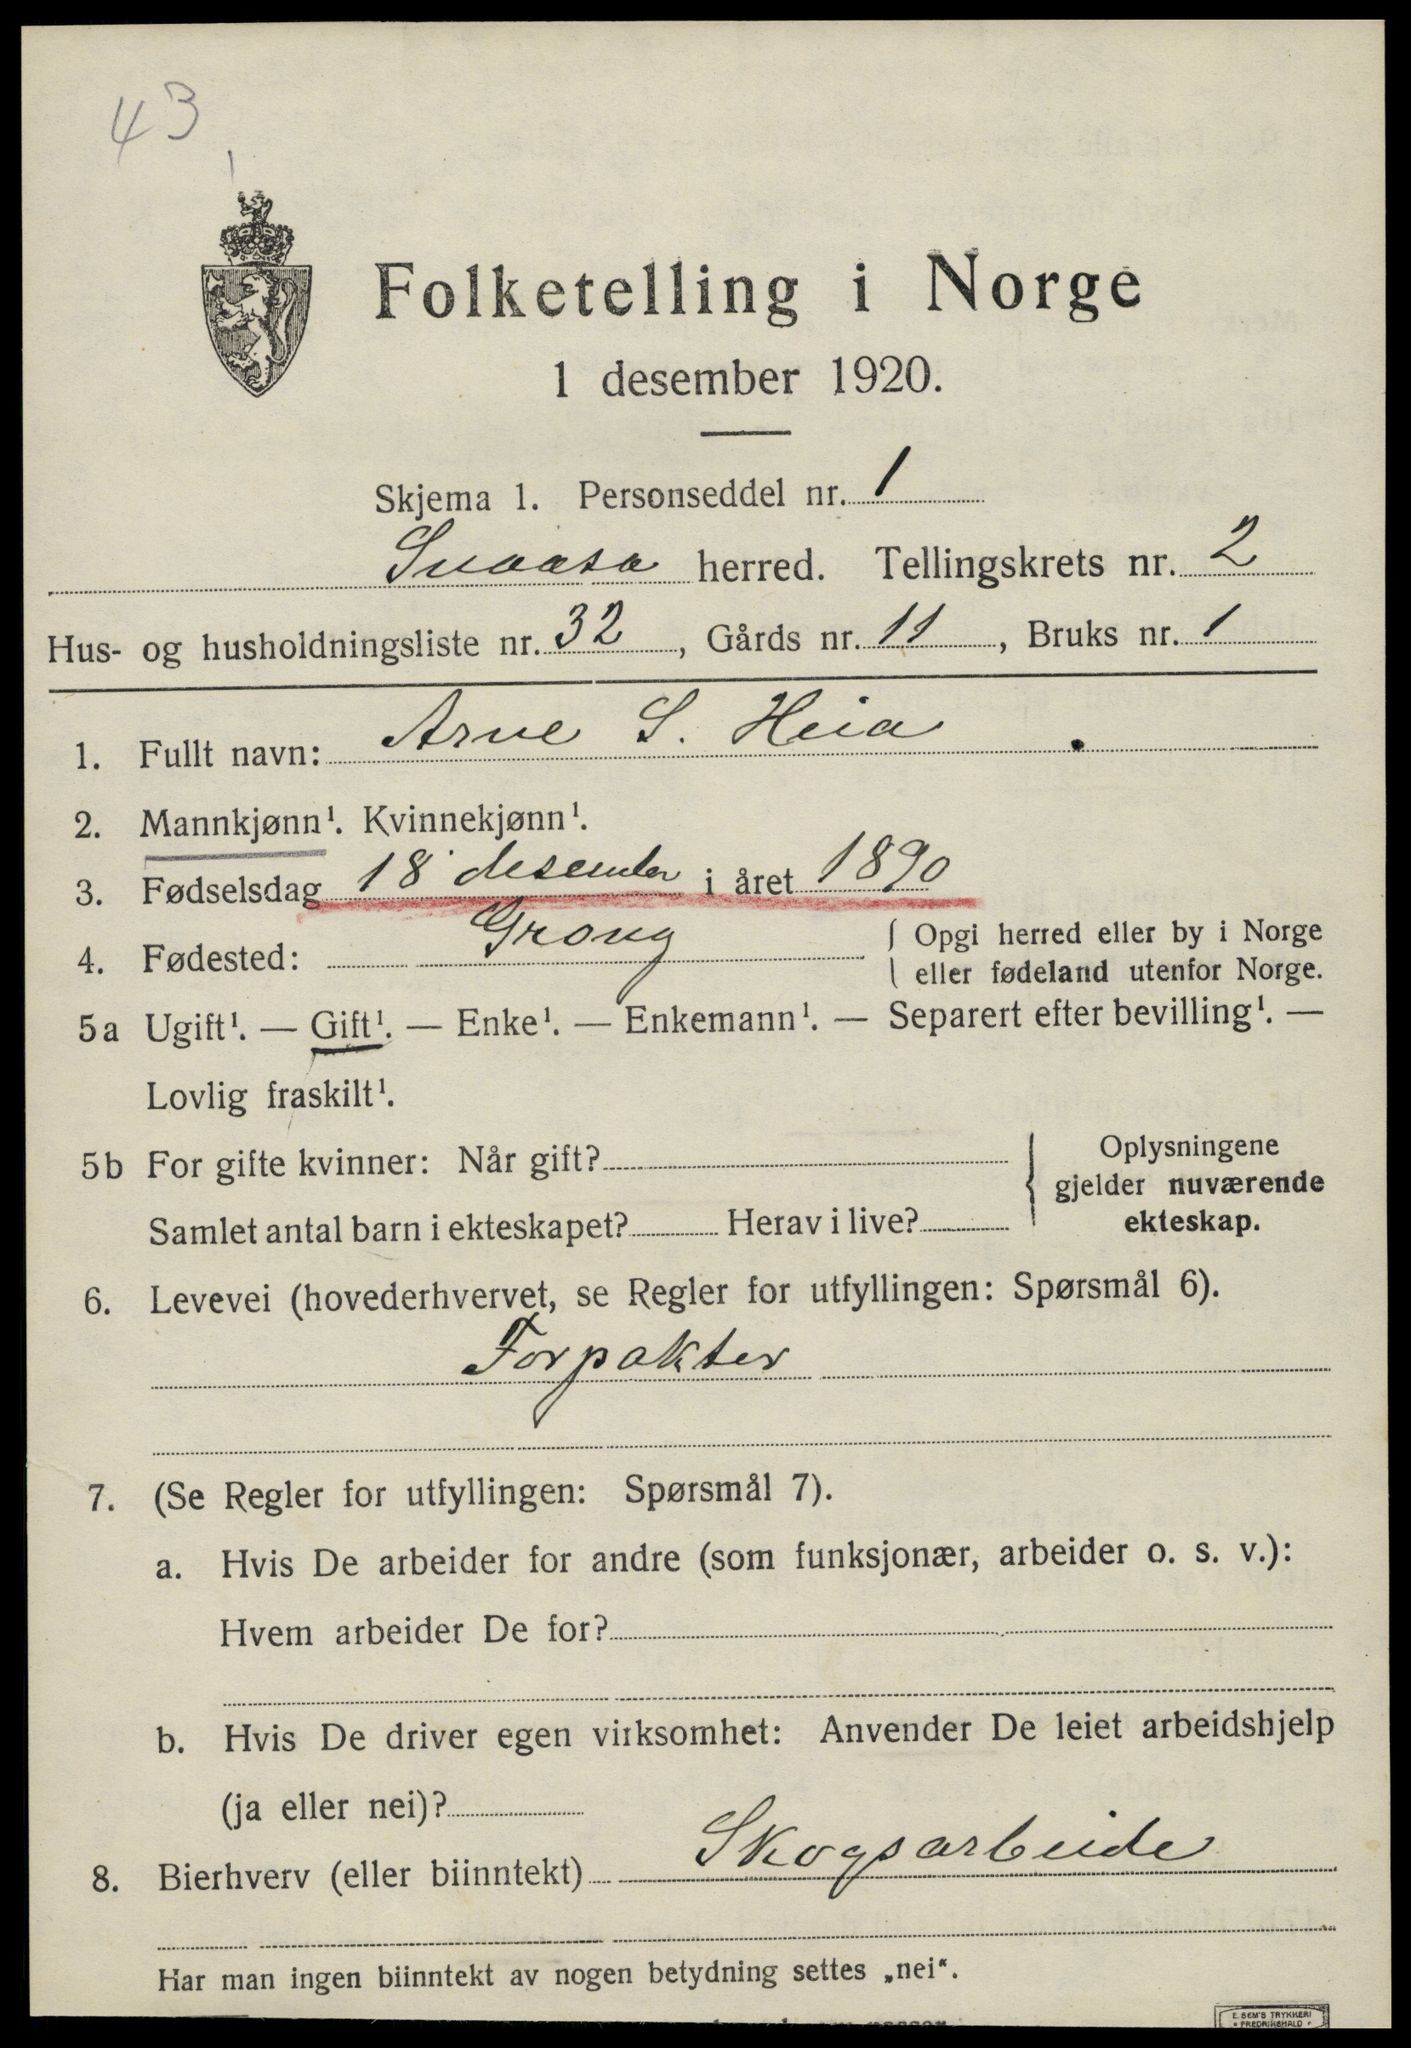 43
Folketelling i Norge
1 desember 1920.
Skjema 1. Personseddel nr. 1
Snaasa herred. Tellingskrets nr. 2
Hus- og husholdningsliste nr. 32, Gårds nr. 11, Bruks nr. 1
1. Fullt navn: Arne S. Heia
2. Mannkjønn¹. Kvinnekjønn¹.
3. Fødselsdag 18 desember i året 1890
4. Fødested: Grong { Opgi herred eller by i Norge
eller fødeland utenfor Norge.
5a Ugift¹. — Gift¹. — Enke¹. — Enkemann¹. — Separert efter bevilling¹. —
Lovlig fraskilt¹.
5b For gifte kvinner: Når gift? } Oplysningene
gjelder nuværende
Samlet antal barn i ekteskapet? Herav i live? ekteskap.
6. Levevei (hovederhvervet, se Regler for utfyllingen: Spørsmål 6).
Forpakter
7. (Se Regler for utfyllingen: Spørsmål 7).
a. Hvis De arbeider for andre (som funksjonær, arbeider o. s. v.):
Hvem arbeider De for?
b. Hvis De driver egen virksomhet: Anvender De leiet arbeidshjelp
(ja eller nei)?
8. Bierhverv (eller biinntekt) Skogsarbeide
Har man ingen biinntekt av nogen betydning settes „nei“.
E. SEM'S TRYKKERI
FREDRIKSHALD